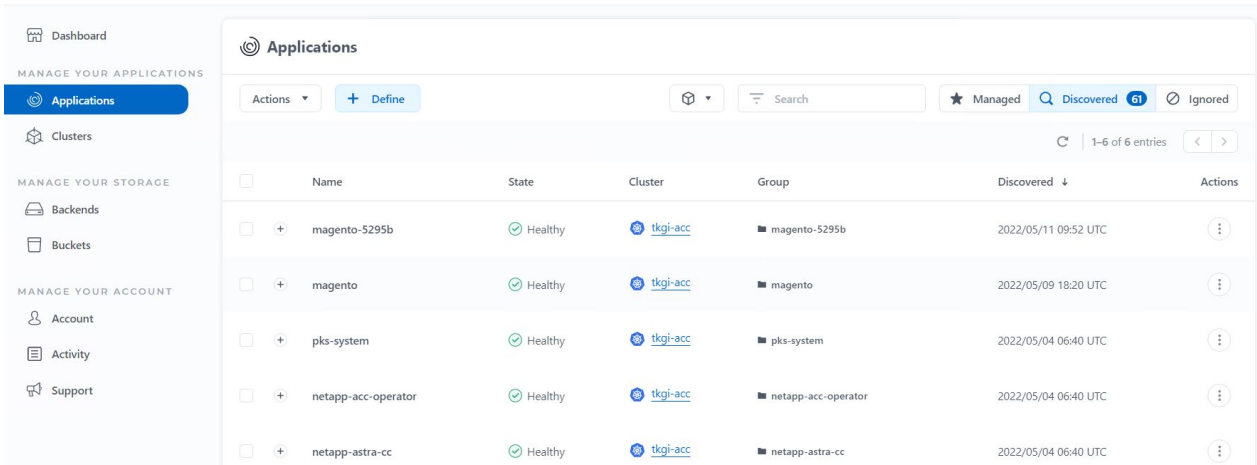 Dashboard
MANAGE YOUR APPLICATIONS
Applications
Clusters
MANAGE YOUR STORAGE
Backends
Buckets
MANAGE YOUR ACCOUNT
Account
Activity
Support
Applications
Actions + Define Search Managed Discovered 61 Ignored
1–6 of 6 entries < >
Name State Cluster Group Discovered ↓ Actions
+ magento-5295b Healthy tkgi-acc magento-5295b 2022/05/11 09:52 UTC
+ magento Healthy tkgi-acc magento 2022/05/09 18:20 UTC
+ pks-system Healthy tkgi-acc pks-system 2022/05/04 06:40 UTC
+ netapp-acc-operator Healthy tkgi-acc netapp-acc-operator 2022/05/04 06:40 UTC
+ netapp-astra-cc Healthy tkgi-acc netapp-astra-cc 2022/05/04 06:40 UTC